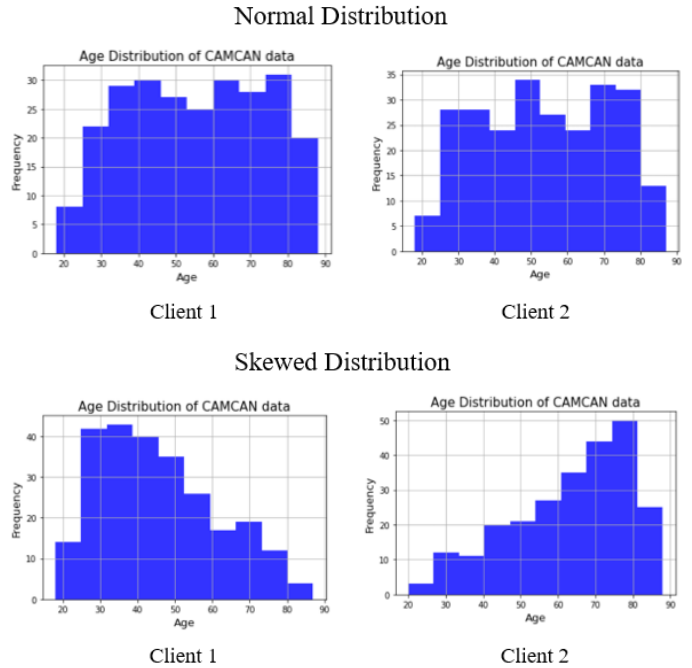 Normal Distribution
Age Distribution of CAMCAN data
30
25
20
15
10
5
0
Frequency
20 30 40 50 60 70 80 90
Age
Client 1
Age Distribution of CAMCAN data
35
30
25
20
15
10
5
0
Frequency
20 30 40 50 60 70 80 90
Age
Client 2
Skewed Distribution
Age Distribution of CAMCAN data
40
30
20
10
0
Frequency
20 30 40 50 60 70 80 90
Age
Client 1
Age Distribution of CAMCAN data
50
40
30
20
10
0
Frequency
20 30 40 50 60 70 80 90
Age
Client 2